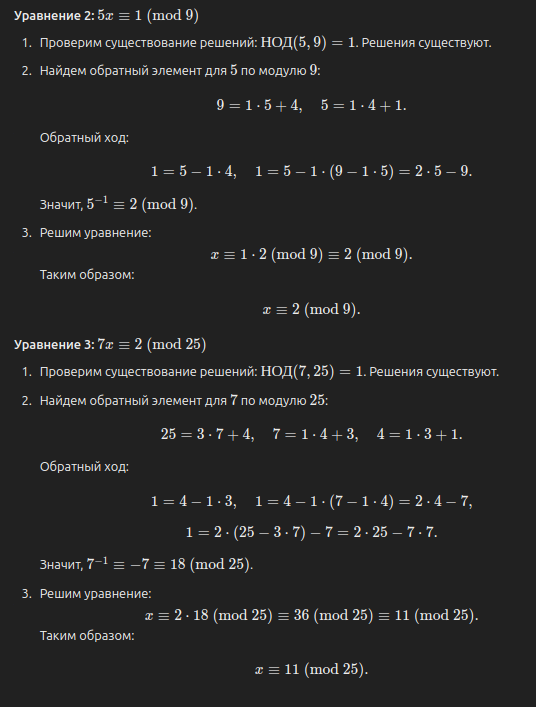 Уравнение 2: 5x ≡ 1 (mod 9)
1. Проверим существование решений: НОД(5, 9) = 1. Решения существуют.
2. Найдем обратный элемент для 5 по модулю 9:
9 = 1 · 5 + 4, 5 = 1 · 4 + 1.
Обратный ход:
1 = 5 − 1 · 4, 1 = 5 − 1 · (9 − 1 · 5) = 2 · 5 − 9.
Значит, 5⁻¹ ≡ 2 (mod 9).
3. Решим уравнение:
x ≡ 1 · 2 (mod 9) ≡ 2 (mod 9).
Таким образом:
x ≡ 2 (mod 9).
Уравнение 3: 7x ≡ 2 (mod 25)
1. Проверим существование решений: НОД(7, 25) = 1. Решения существуют.
2. Найдем обратный элемент для 7 по модулю 25:
25 = 3 · 7 + 4, 7 = 1 · 4 + 3, 4 = 1 · 3 + 1.
Обратный ход:
1 = 4 − 1 · 3, 1 = 4 − 1 · (7 − 1 · 4) = 2 · 4 − 7,
1 = 2 · (25 − 3 · 7) − 7 = 2 · 25 − 7 · 7.
Значит, 7⁻¹ ≡ −7 ≡ 18 (mod 25).
3. Решим уравнение:
x ≡ 2 · 18 (mod 25) ≡ 36 (mod 25) ≡ 11 (mod 25).
Таким образом:
x ≡ 11 (mod 25).